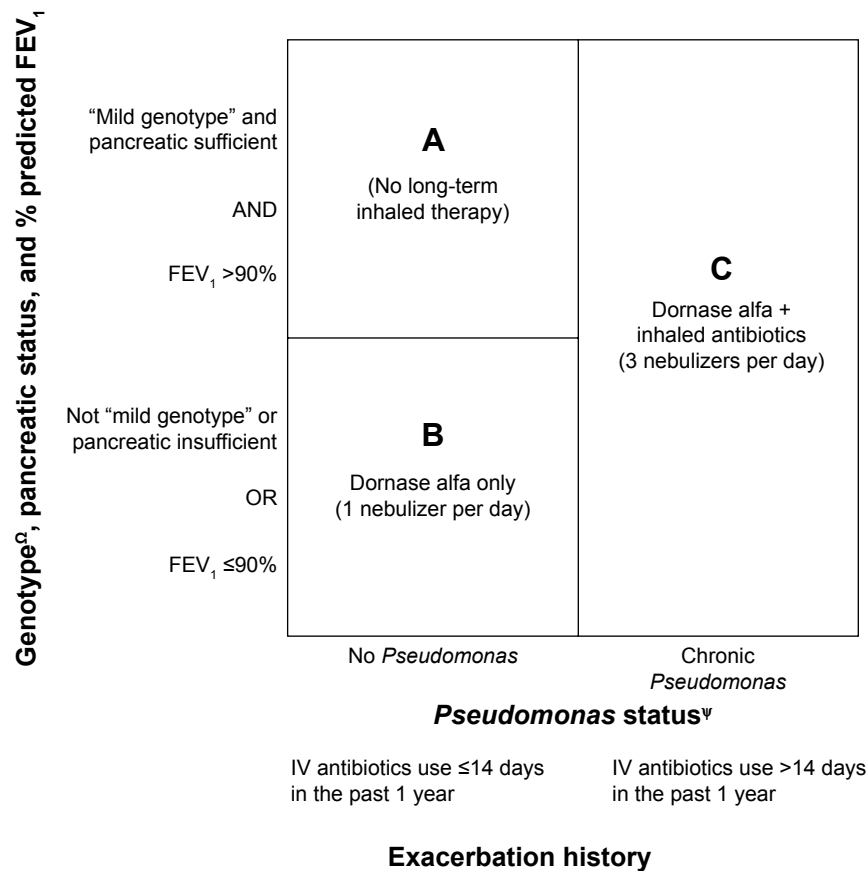 Genotypeᵠ, pancreatic status, and % predicted FEV₁
“Mild genotype” and
pancreatic sufficient
AND
FEV₁ >90%
A
(No long-term
inhaled therapy)
Not “mild genotype” or
pancreatic insufficient
OR
FEV₁ ≤90%
B
Dornase alfa only
(1 nebulizer per day)
C
Dornase alfa +
inhaled antibiotics
(3 nebulizers per day)
No Pseudomonas
Chronic
Pseudomonas
Pseudomonas statusᵠ
IV antibiotics use ≤14 days
in the past 1 year
IV antibiotics use >14 days
in the past 1 year
Exacerbation history